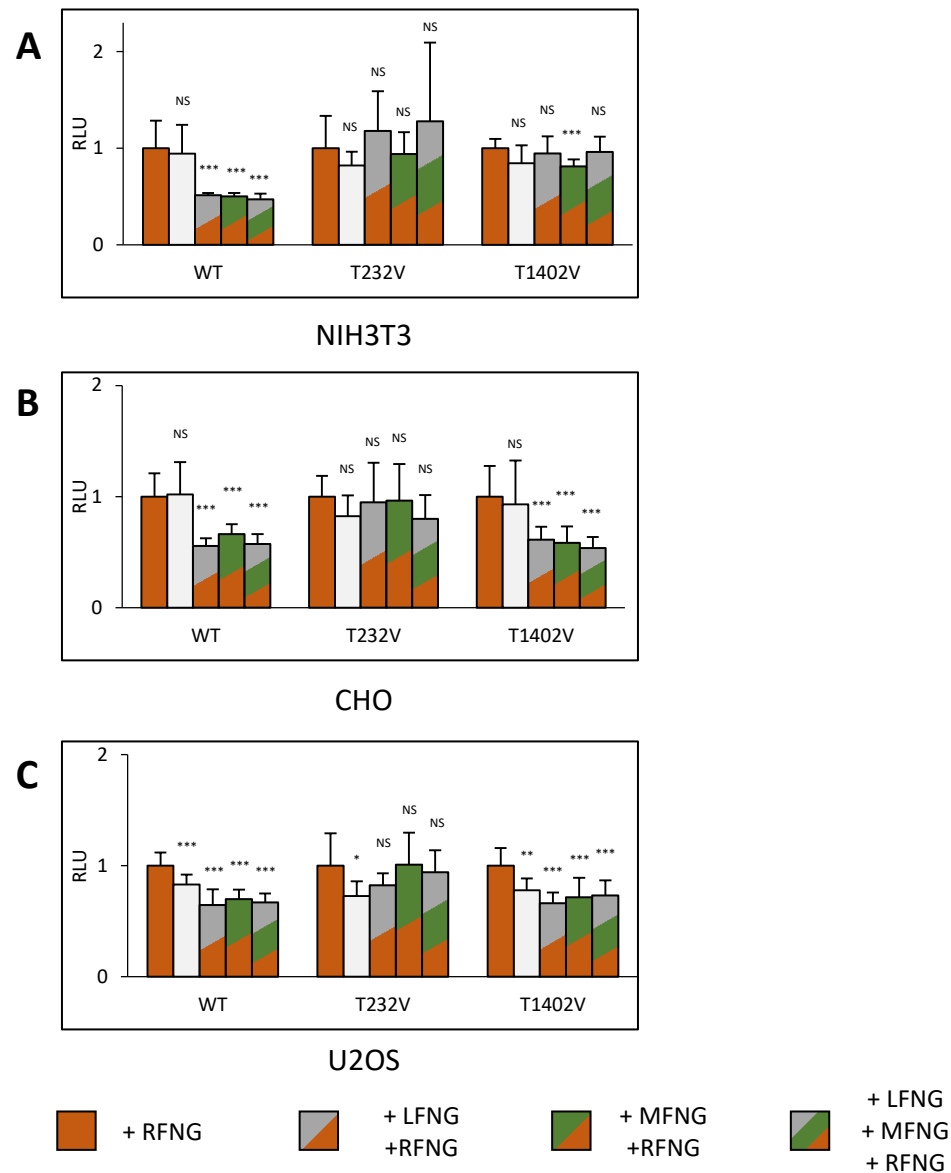 A
2
NS
NS
NS
NS
NS
NS
NS
***
NS
***
***
***
1
RLU
0
WT
T232V
T1402V
NIH3T3
B
2
NS
NS
NS
NS
NS
NS
***
***
***
***
***
***
1
RLU
0
WT
T232V
T1402V
CHO
C
2
NS
NS
NS
***
***
***
***
*
**
***
***
***
1
RLU
0
WT
T232V
T1402V
U2OS
+ RFNG
+ LFNG
+RFNG
+ MFNG
+RFNG
+ LFNG
+ MFNG
+ RFNG